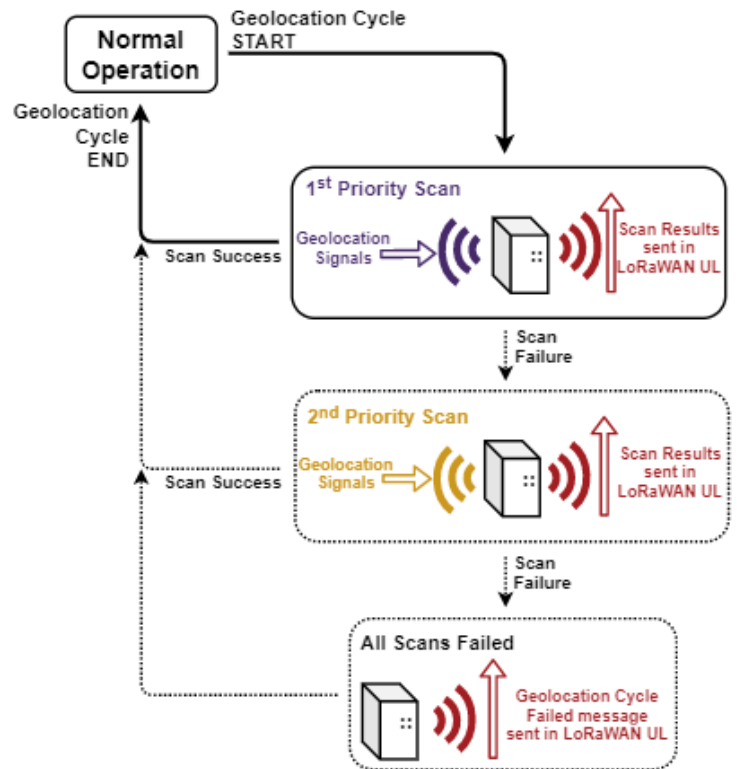 Normal
Operation
Geolocation Cycle
START
Geolocation
Cycle
END
1st Priority Scan
Geolocation
Signals
Scan Results
sent in
LoRaWAN UL
Scan Success
Scan
Failure
2nd Priority Scan
Geolocation
Signals
Scan Results
sent in
LoRaWAN UL
Scan Success
Scan
Failure
All Scans Failed
Geolocation Cycle
Failed message
sent in LoRaWAN UL